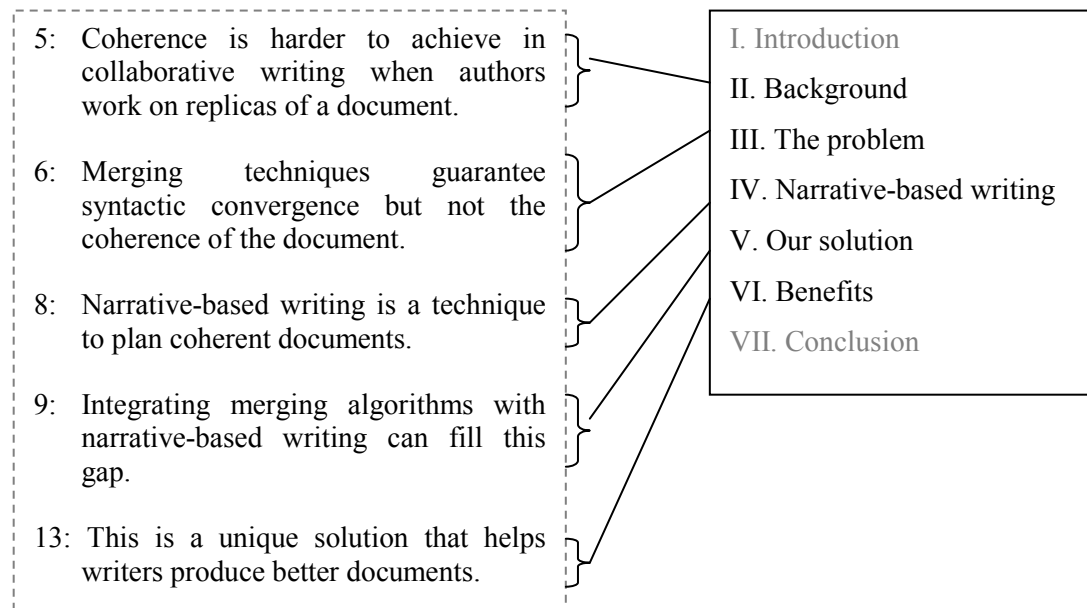 5: Coherence is harder to achieve in
collaborative writing when authors
work on replicas of a document.
6: Merging techniques guarantee
syntactic convergence but not the
coherence of the document.
8: Narrative-based writing is a technique
to plan coherent documents.
9: Integrating merging algorithms with
narrative-based writing can fill this
gap.
13: This is a unique solution that helps
writers produce better documents.
I. Introduction
II. Background
III. The problem
IV. Narrative-based writing
V. Our solution
VI. Benefits
VII. Conclusion